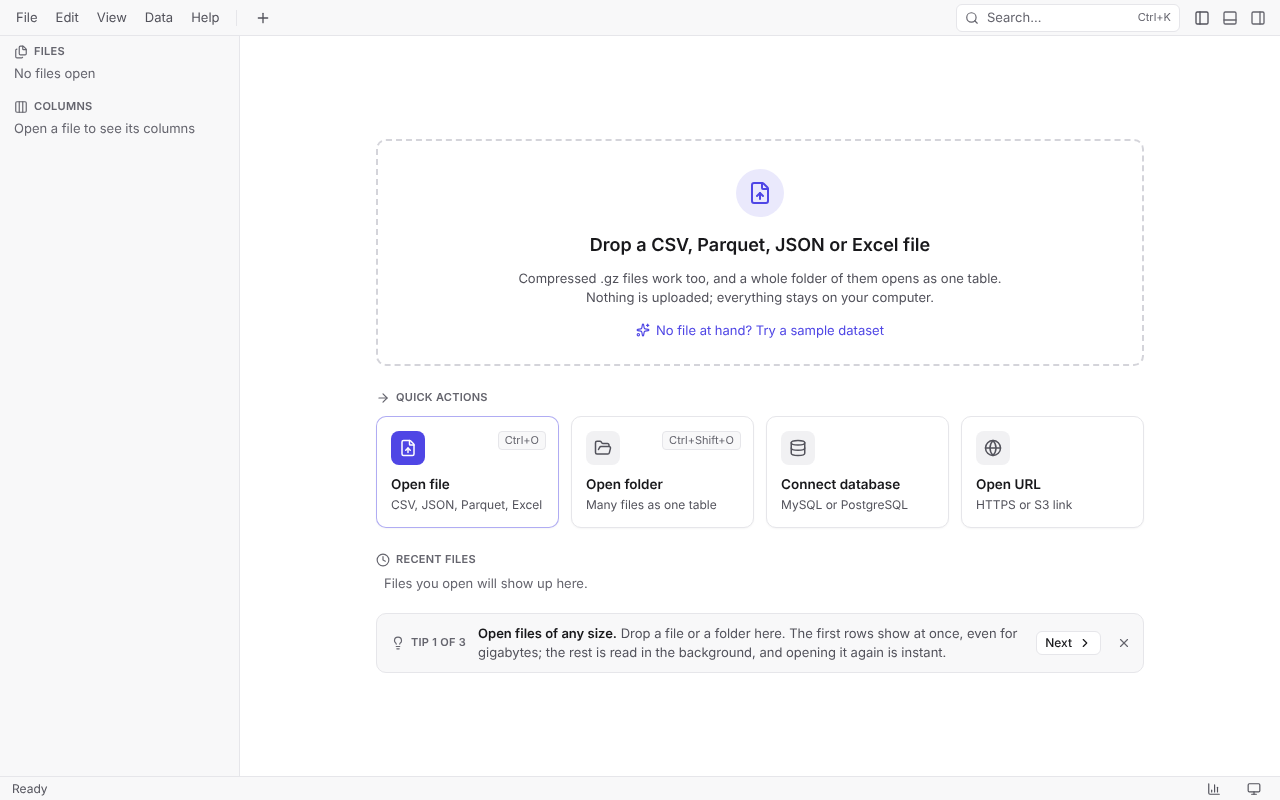 File Edit View Data Help
Search... Ctrl+K
FILES
No files open
COLUMNS
Open a file to see its columns
Drop a CSV, Parquet, JSON or Excel file
Compressed .gz files work too, and a whole folder of them opens as one table.
Nothing is uploaded; everything stays on your computer.
No file at hand? Try a sample dataset
QUICK ACTIONS
Ctrl+O
Open file
CSV, JSON, Parquet, Excel
Ctrl+Shift+O
Open folder
Many files as one table
Connect database
MySQL or PostgreSQL
Open URL
HTTPS or S3 link
RECENT FILES
Files you open will show up here.
TIP 1 OF 3
Open files of any size. Drop a file or a folder here. The first rows show at once, even for
gigabytes; the rest is read in the background, and opening it again is instant.
Next
Ready